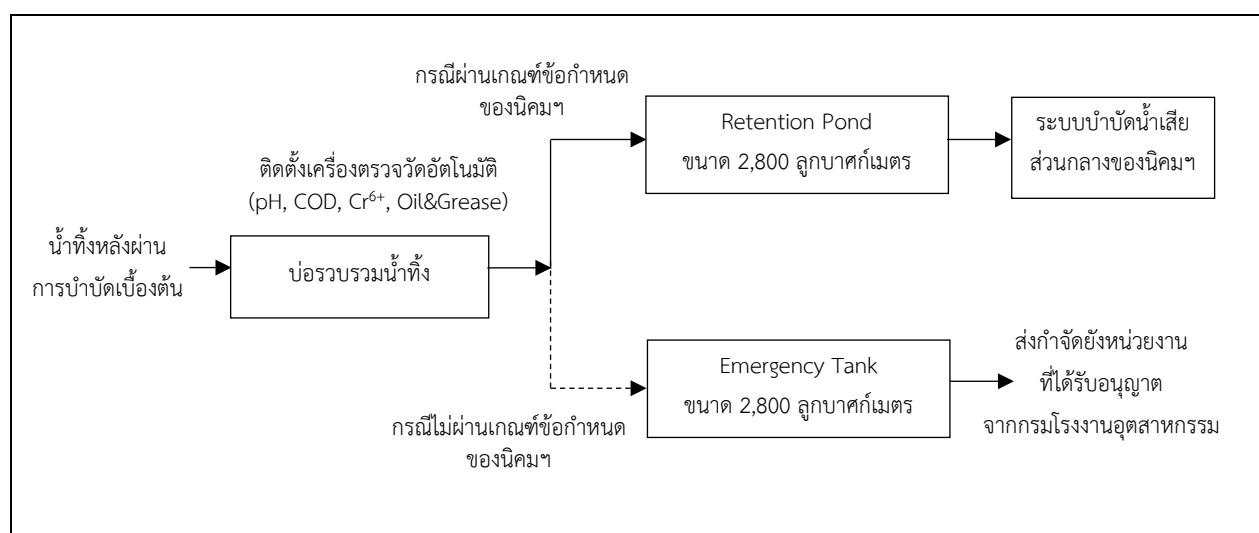 กรณีผ่านเกณฑ์ข้อกำหนด
ของนิคมฯ
Retention Pond
ขนาด 2,800 ลูกบาศก์เมตร
ระบบบำบัดน้ำเสีย
ส่วนกลางของนิคมฯ
ติดตั้งเครื่องตรวจวัดอัตโนมัติ
(pH, COD, Cr⁶⁺, Oil&Grease)
น้ำทิ้งหลังผ่าน
การบำบัดเบื้องต้น
บ่อรวบรวมน้ำทิ้ง
Emergency Tank
ขนาด 2,800 ลูกบาศก์เมตร
ส่งกำจัดยังหน่วยงาน
ที่ได้รับอนุญาต
จากกรมโรงงานอุตสาหกรรม
กรณีไม่ผ่านเกณฑ์ข้อกำหนด
ของนิคมฯ